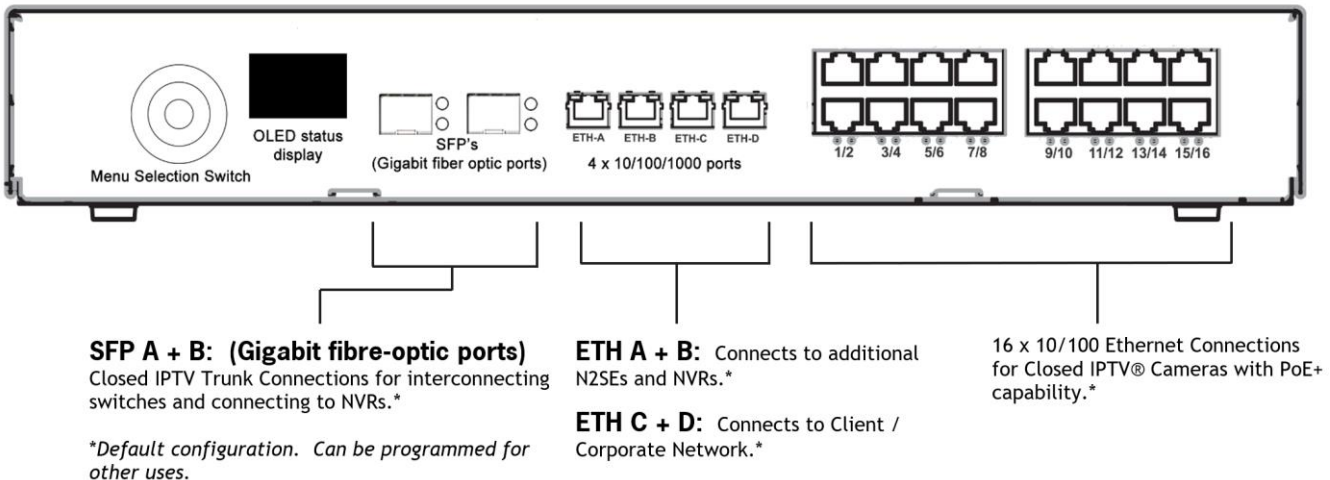 OLED status
display
Menu Selection Switch
SFP's
(Gigabit fiber optic ports)
ETH-A ETH-B ETH-C ETH-D
4 x 10/100/1000 ports
1/2 3/4 5/6 7/8
9/10 11/12 13/14 15/16
SFP A + B: (Gigabit fibre-optic ports)
Closed IPTV Trunk Connections for interconnecting
switches and connecting to NVRs.*
*Default configuration. Can be programmed for
other uses.
ETH A + B: Connects to additional
N2SEs and NVRs.*
ETH C + D: Connects to Client /
Corporate Network.*
16 x 10/100 Ethernet Connections
for Closed IPTV® Cameras with PoE+
capability.*